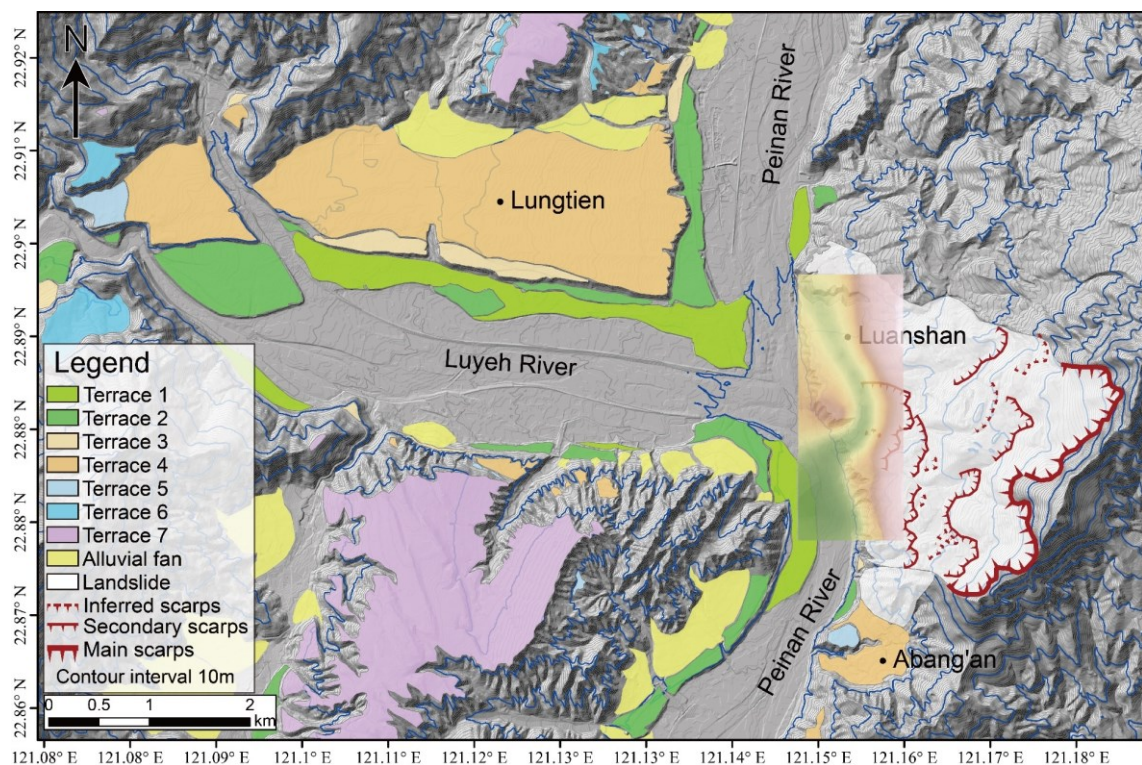 N
22.92° N
22.91° N
22.9° N
22.89° N
22.88° N
22.88° N
22.87° N
22.86° N
Peinan River
Lungtien
Luanshan
Luyeh River
Peinan River
Abang'an
Legend
Terrace 1
Terrace 2
Terrace 3
Terrace 4
Terrace 5
Terrace 6
Terrace 7
Alluvial fan
Landslide
Inferred scarps
Secondary scarps
Main scarps
Contour interval 10m
0 0.5 1 2
km
121.08° E 121.08° E 121.09° E 121.10° E 121.11° E 121.12° E 121.13° E 121.13° E 121.14° E 121.15° E 121.16° E 121.17° E 121.18° E